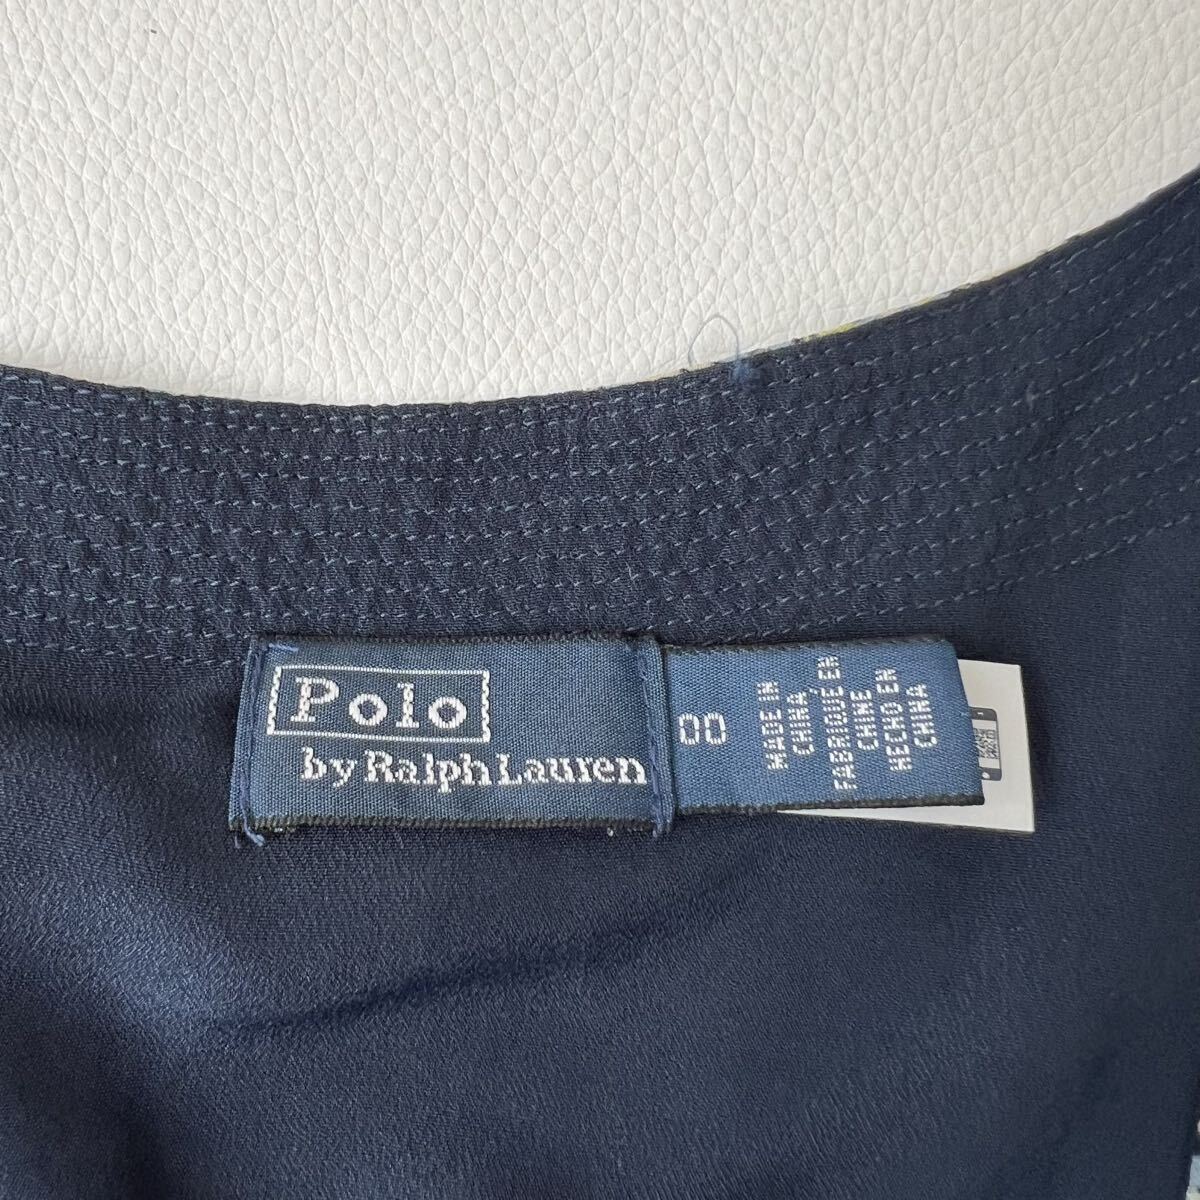 Polo
by Ralph Lauren
00
MADE IN
CHINA
FABRIQUE EN
CHINE
HECHO EN
CHINA